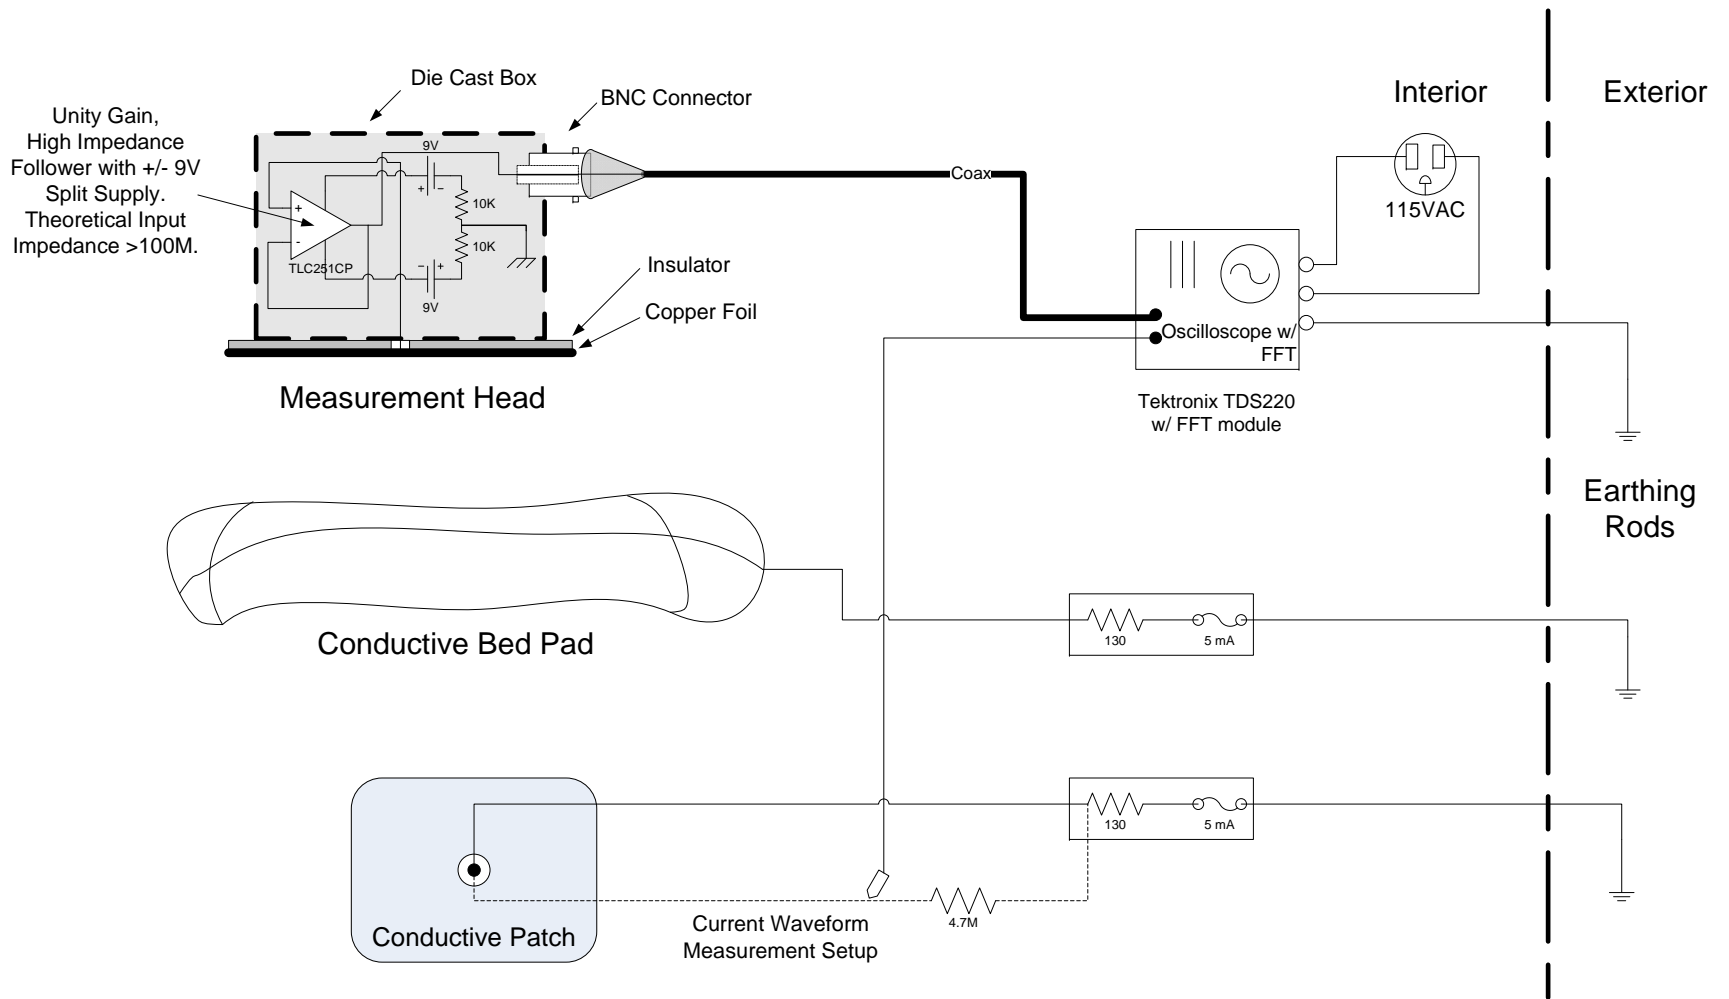 Die Cast Box
BNC Connector
Interior
Exterior
Unity Gain,
High Impedance
Follower with +/- 9V
Split Supply.
Theoretical Input
Impedance >100M.
9V
+
–
Coax
115VAC
+
10K
-
10K
TLC251CP
–
+
9V
Insulator
Copper Foil
Oscilloscope w/
FFT
Measurement Head
Tektronix TDS220
w/ FFT module
Earthing
Rods
Conductive Bed Pad
130
5 mA
130
5 mA
Conductive Patch
Current Waveform
Measurement Setup
4.7M